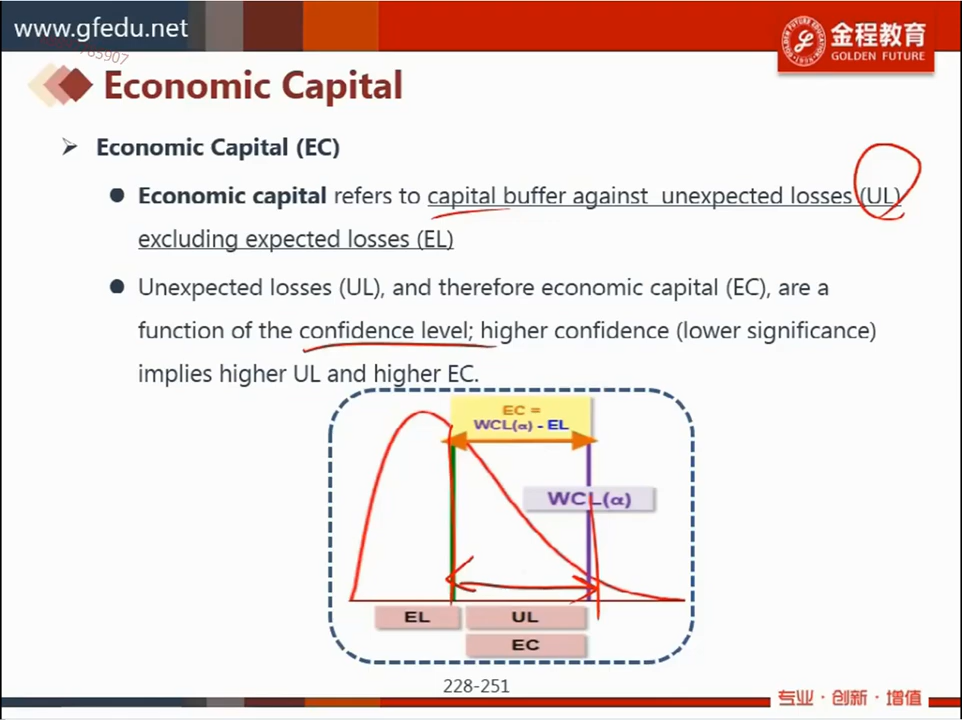 www.gfedu.net
765907
金程教育
GOLDEN FUTURE
Economic Capital
Economic Capital (EC)
Economic capital refers to capital buffer against unexpected losses (UL)
excluding expected losses (EL)
Unexpected losses (UL), and therefore economic capital (EC), are a
function of the confidence level; higher confidence (lower significance)
implies higher UL and higher EC.
EC =
WCL(α) - EL
WCL(α)
EL
UL
EC
228-251
专业·创新·增值